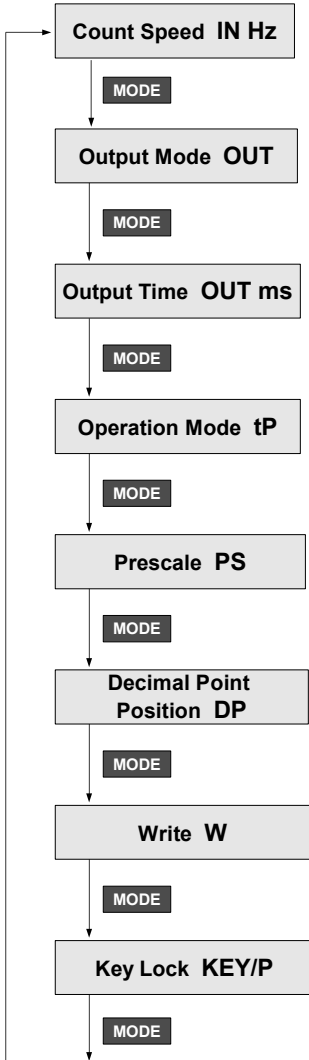 Count Speed IN Hz
MODE
Output Mode OUT
MODE
Output Time OUT ms
MODE
Operation Mode tP
MODE
Prescale PS
MODE
Decimal Point
Position DP
MODE
Write W
MODE
Key Lock KEY/P
MODE